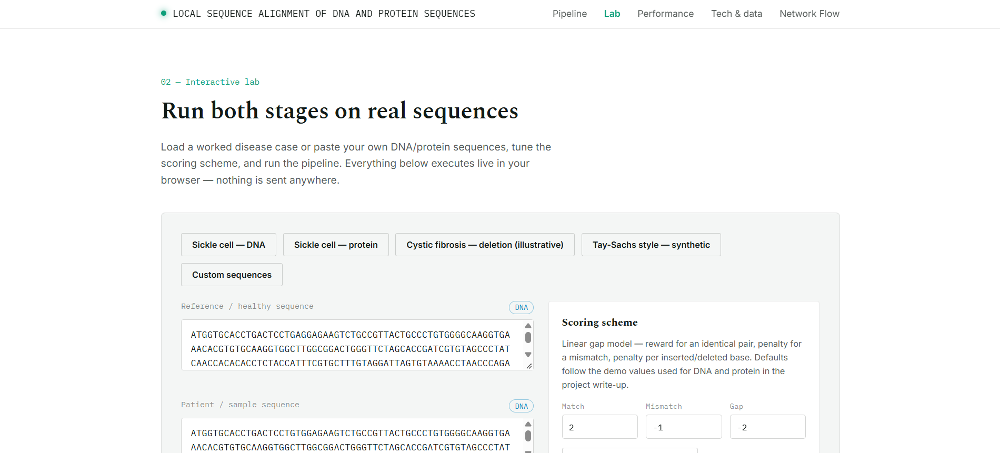 LOCAL SEQUENCE ALIGNMENT OF DNA AND PROTEIN SEQUENCES
Pipeline
Lab
Performance
Tech & data
Network Flow
02 — Interactive lab
Run both stages on real sequences
Load a worked disease case or paste your own DNA/protein sequences, tune the
scoring scheme, and run the pipeline. Everything below executes live in your
browser — nothing is sent anywhere.
Sickle cell — DNA
Sickle cell — protein
Cystic fibrosis — deletion (illustrative)
Tay-Sachs style — synthetic
Custom sequences
Reference / healthy sequence
DNA
ATGGTGCACCTGACTCCTGAGGAGAAGTCTGCCGTTACTGCCCTGTGGGGCAAGGTGA
AACACGTGTGCAAGGTGGCTTGGCGGACTGGGTTCTAGCACCGATCGTGTAGCCCTAT
CAACCACACACCTCTACCATTTCGTGCTTTGTAGGATTAGTGTAAAACCTAACCCAGA
Patient / sample sequence
DNA
ATGGTGCACCTGACTCCTGTGGAGAAGTCTGCCGTTACTGCCCTGTGGGGCAAGGTGA
AACACGTGTGCAAGGTGGCTTGGCGGACTGGGTTCTAGCACCGATCGTGTAGCCCTAT
Scoring scheme
Linear gap model — reward for an identical pair, penalty for
a mismatch, penalty per inserted/deleted base. Defaults
follow the demo values used for DNA and protein in the
project write-up.
Match
Mismatch
Gap
2
-1
-2